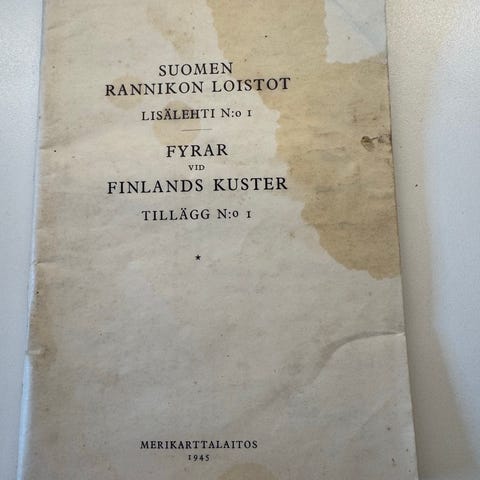 SUOMEN
RANNIKON LOISTOT
LISÄLEHTI N:o 1
FYRAR
VID
FINLANDS KUSTER
TILLÄGG N:o 1
*
MERIKARTTALAITOS
1945